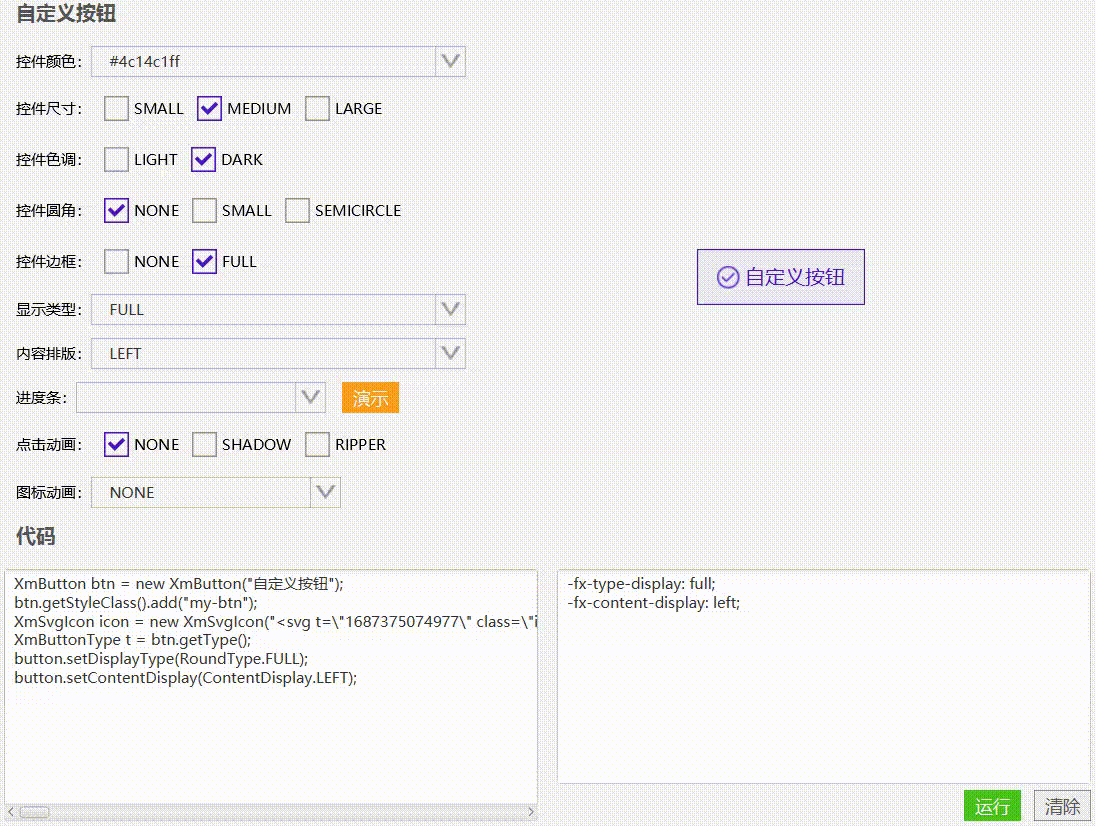 自定义按钮
控件颜色： #4c14c1ff
控件尺寸： SMALL MEDIUM LARGE
控件色调： LIGHT DARK
控件圆角： NONE SMALL SEMICIRCLE
控件边框： NONE FULL
自定义按钮
显示类型： FULL
内容排版： LEFT
进度条： 演示
点击动画： NONE SHADOW RIPPER
图标动画： NONE
代码
XmButton btn = new XmButton("自定义按钮");
btn.getStyleClass().add("my-btn");
XmSvgIcon icon = new XmSvgIcon("<svg t=\"1687375074977\" class=\"i
XmButtonType t = btn.getType();
button.setDisplayType(RoundType.FULL);
button.setContentDisplay(ContentDisplay.LEFT);
-fx-type-display: full;
-fx-content-display: left;
运行 清除